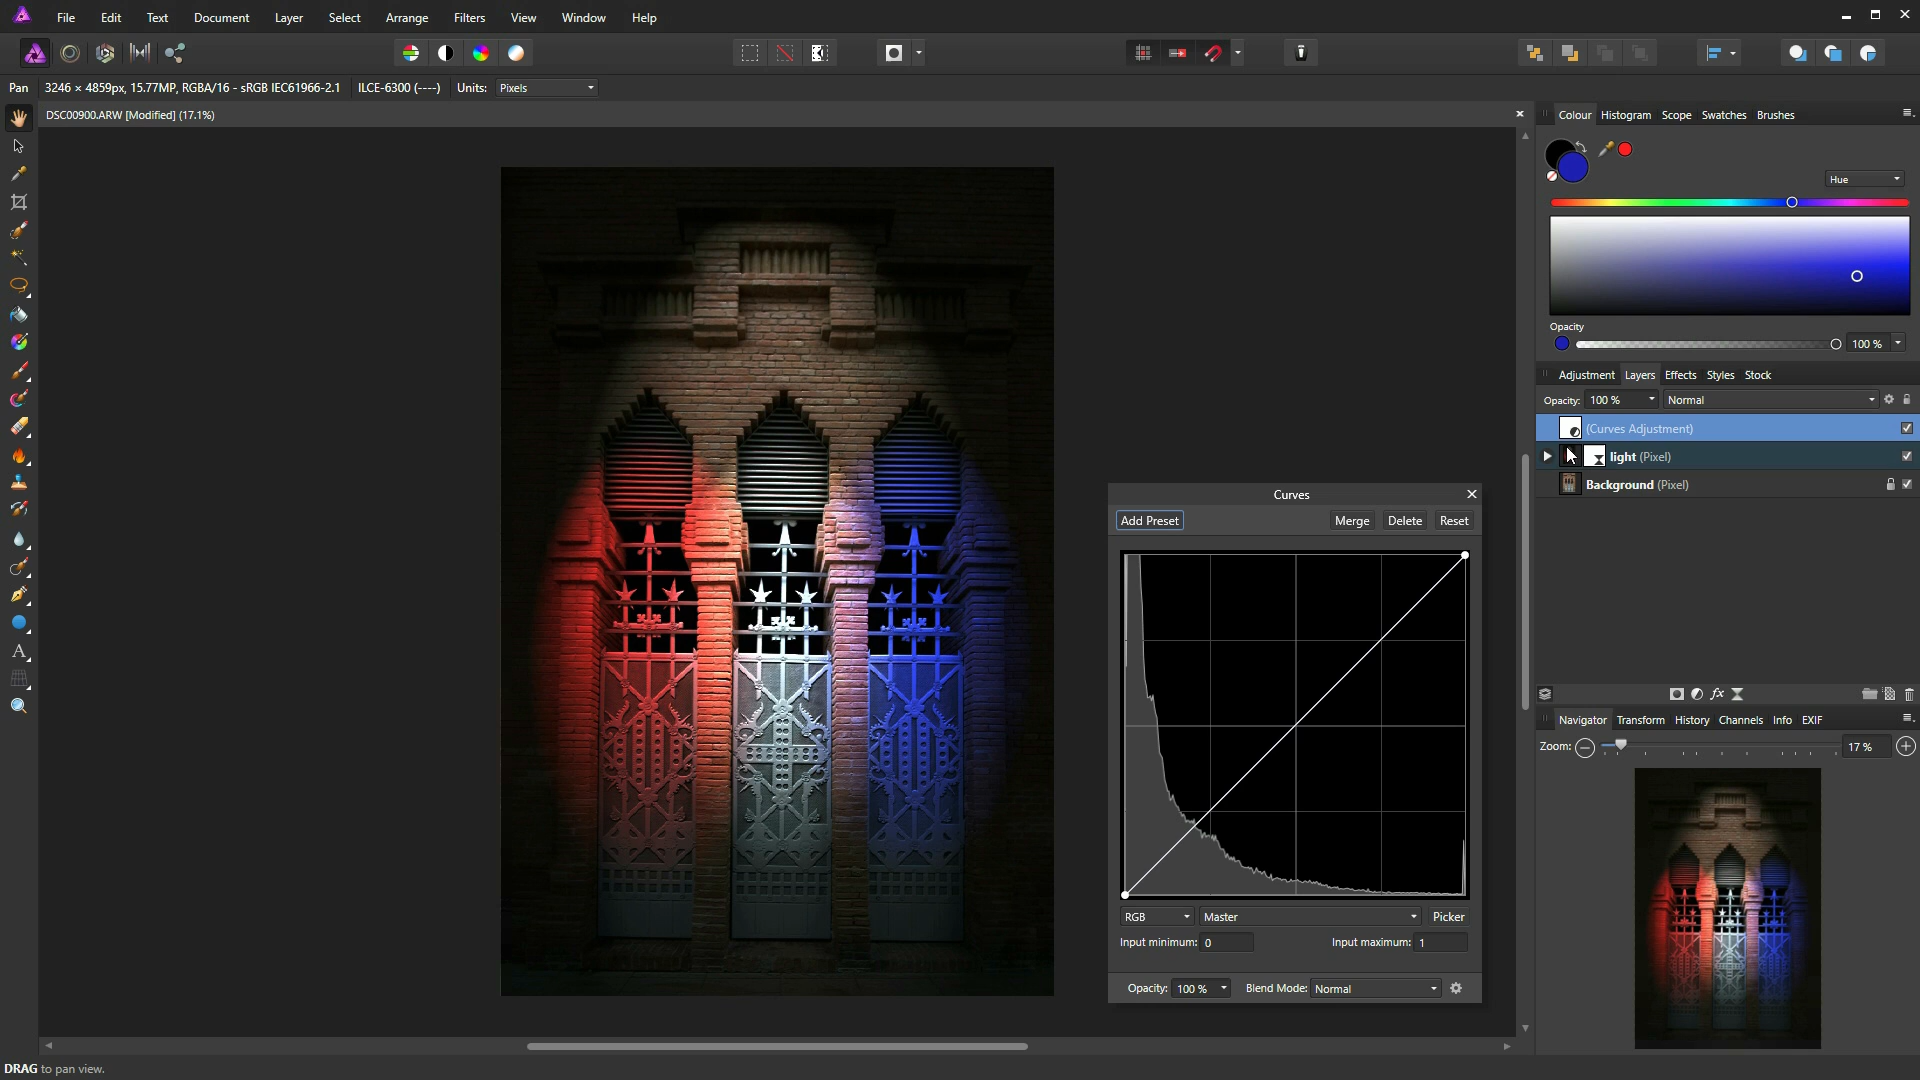 File Edit Text Document Layer Select Arrange Filters View Window Help
Pan 3246 × 4859px, 15.77MP, RGBA/16 - sRGB IEC61966-2.1 ILCE-6300 (----) Units: Pixels
DSC00900.ARW [Modified] (17.1%)
Colour Histogram Scope Swatches Brushes
Hue
Opacity
100 %
Adjustment Layers Effects Styles Stock
Opacity: 100 % Normal
(Curves Adjustment)
light (Pixel)
Background (Pixel)
Curves
Add Preset Merge Delete Reset
RGB Master Picker
Input minimum: 0 Input maximum: 1
Opacity: 100 % Blend Mode: Normal
fx
Navigator Transform History Channels Info EXIF
Zoom: 17 %
A
DRAG to pan view.